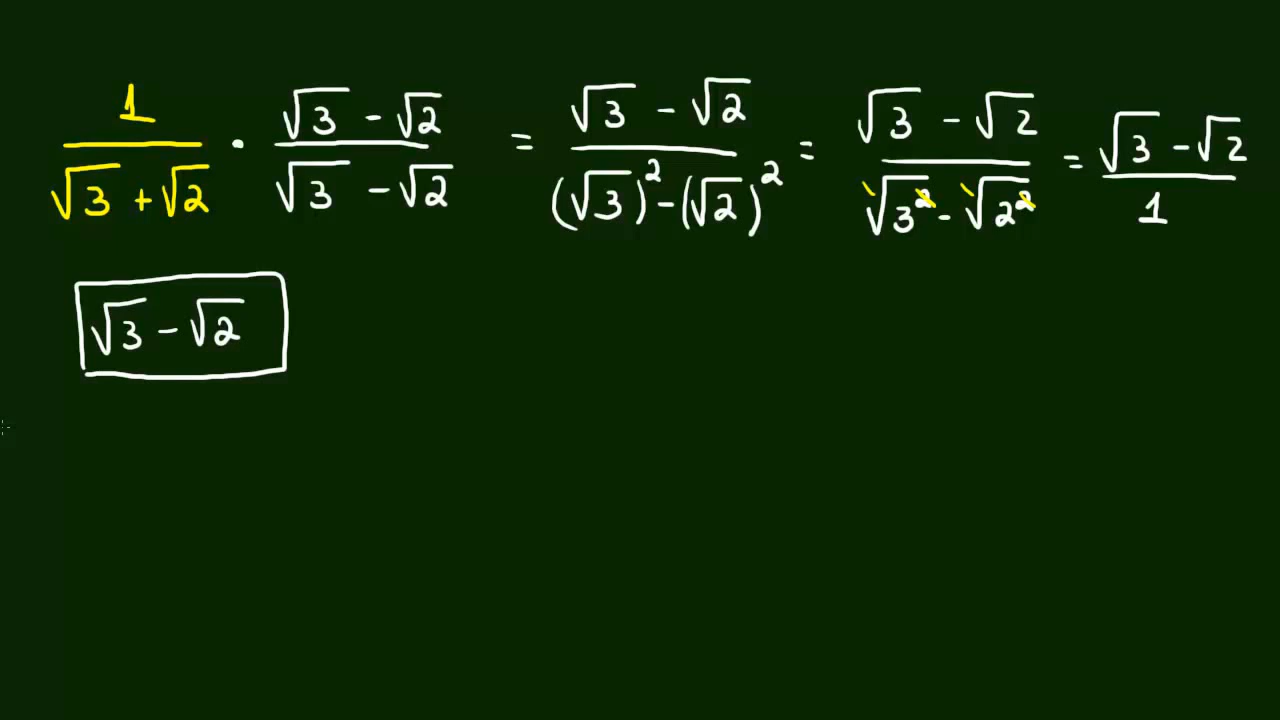 1/(√3 + √2) · (√3 - √2)/(√3 - √2) = (√3 - √2)/((√3)² - (√2)²) = (√3 - √2)/(√3² - √2²) = (√3 - √2)/1
√3 - √2